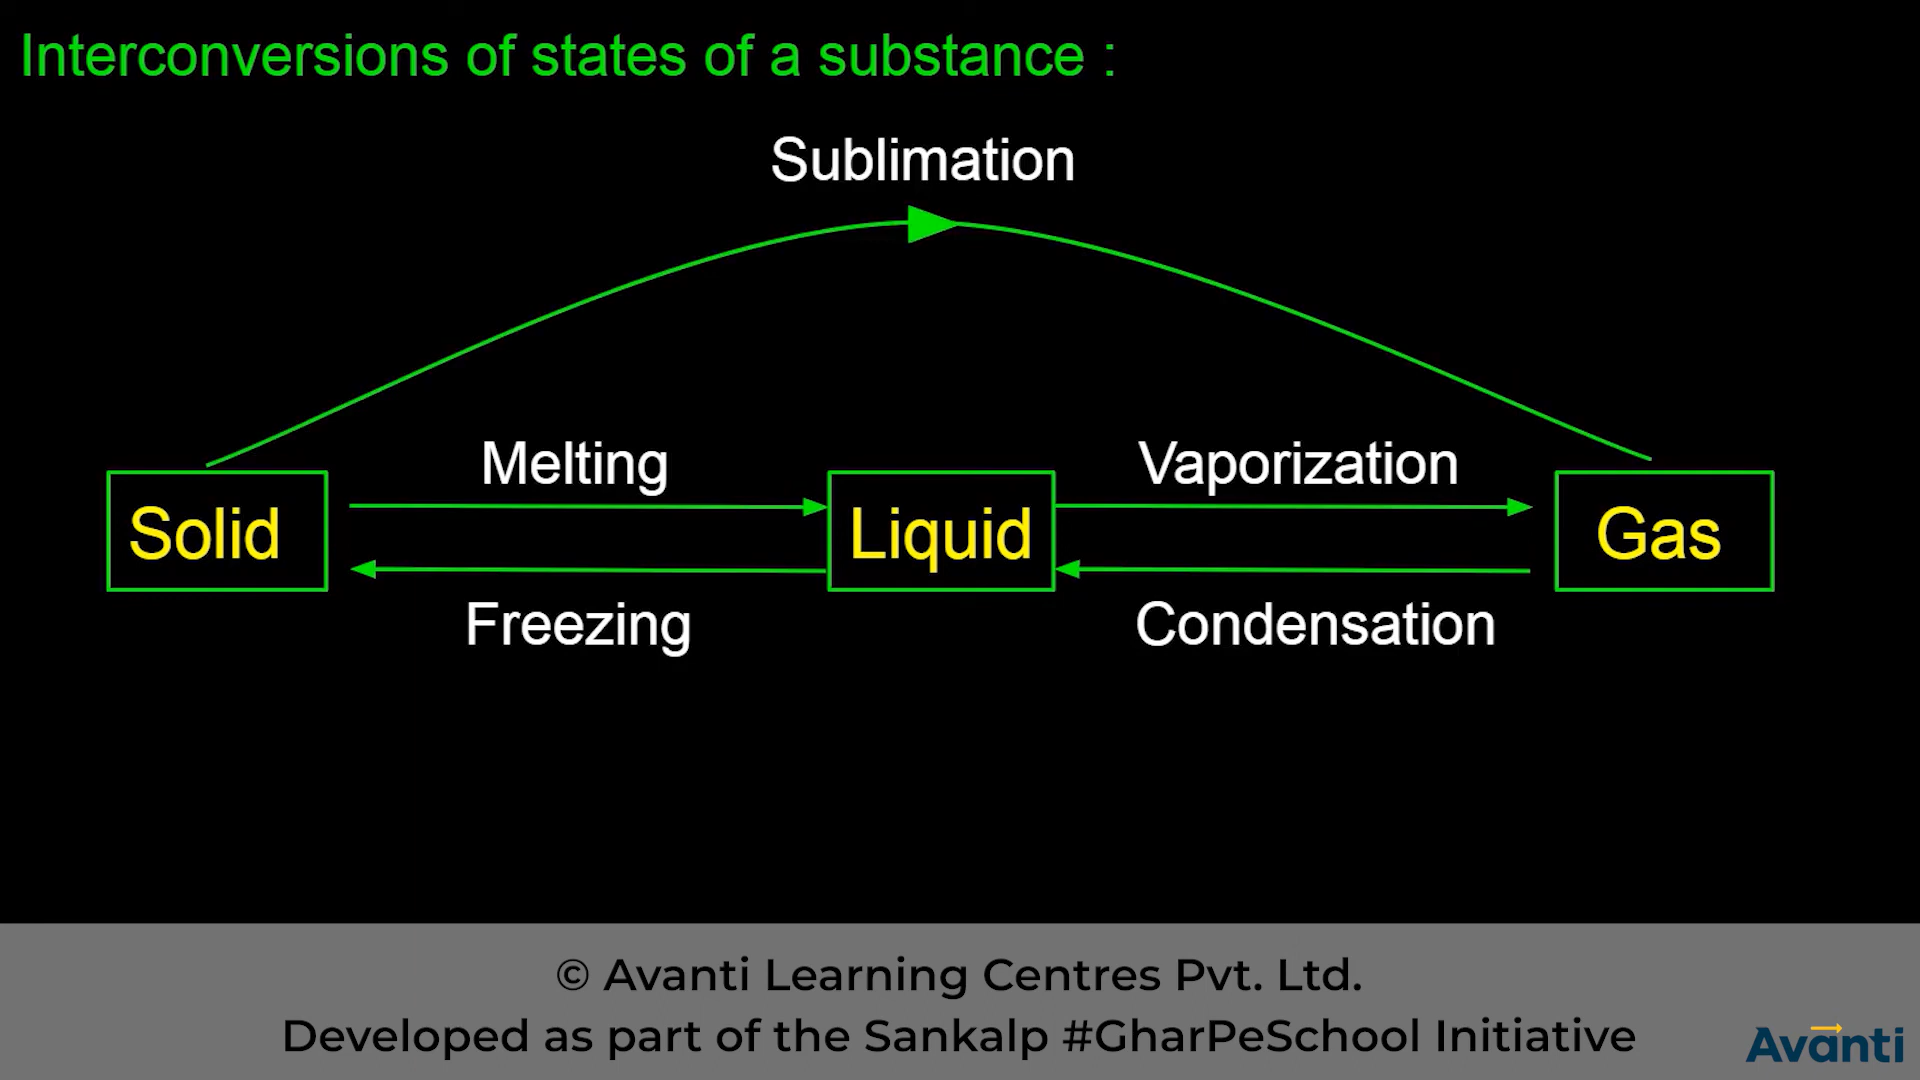 Interconversions of states of a substance :
Sublimation
Melting
Vaporization
Solid
Liquid
Gas
Freezing
Condensation
© Avanti Learning Centres Pvt. Ltd.
Developed as part of the Sankalp #GharPeSchool Initiative
Avanti